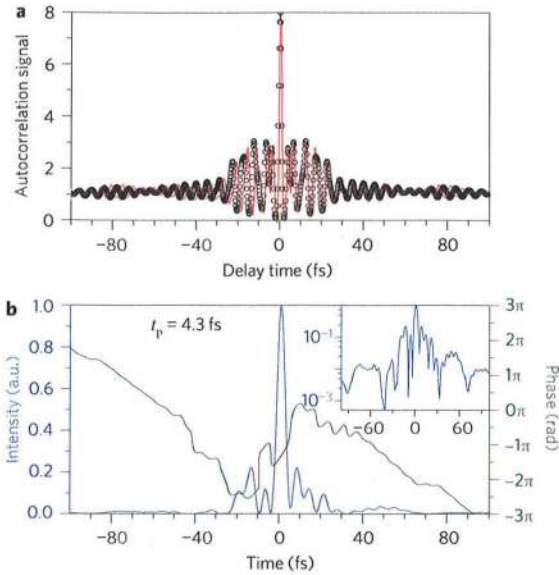 a
8
6
4
2
0
Autocorrelation signal
−80 −40 0 40 80
Delay time (fs)
b
1.0
0.8
0.6
0.4
0.2
0.0
Intensity (a.u.)
tₚ = 4.3 fs
10⁻¹
10⁻³
−60 0 60
3π
2π
1π
0π
−1π
−2π
−3π
Phase (rad)
−80 −40 0 40 80
Time (fs)